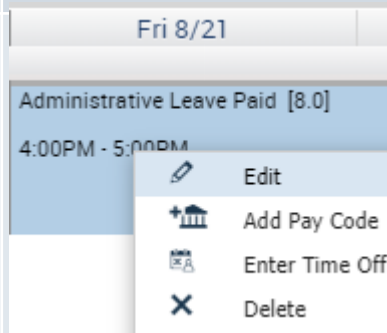 Fri 8/21
Administrative Leave Paid [8.0]
4:00PM - 5:00PM
Edit
Add Pay Code
Enter Time Off
Delete